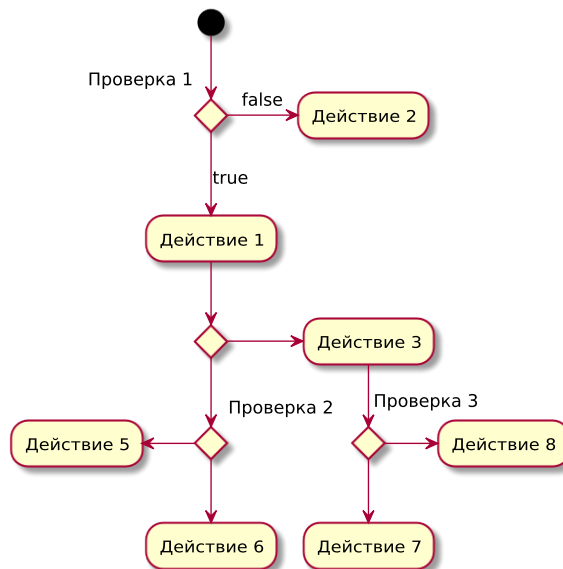 Проверка 1
false
Действие 2
true
Действие 1
Действие 3
Проверка 2
Проверка 3
Действие 5
Действие 8
Действие 6
Действие 7